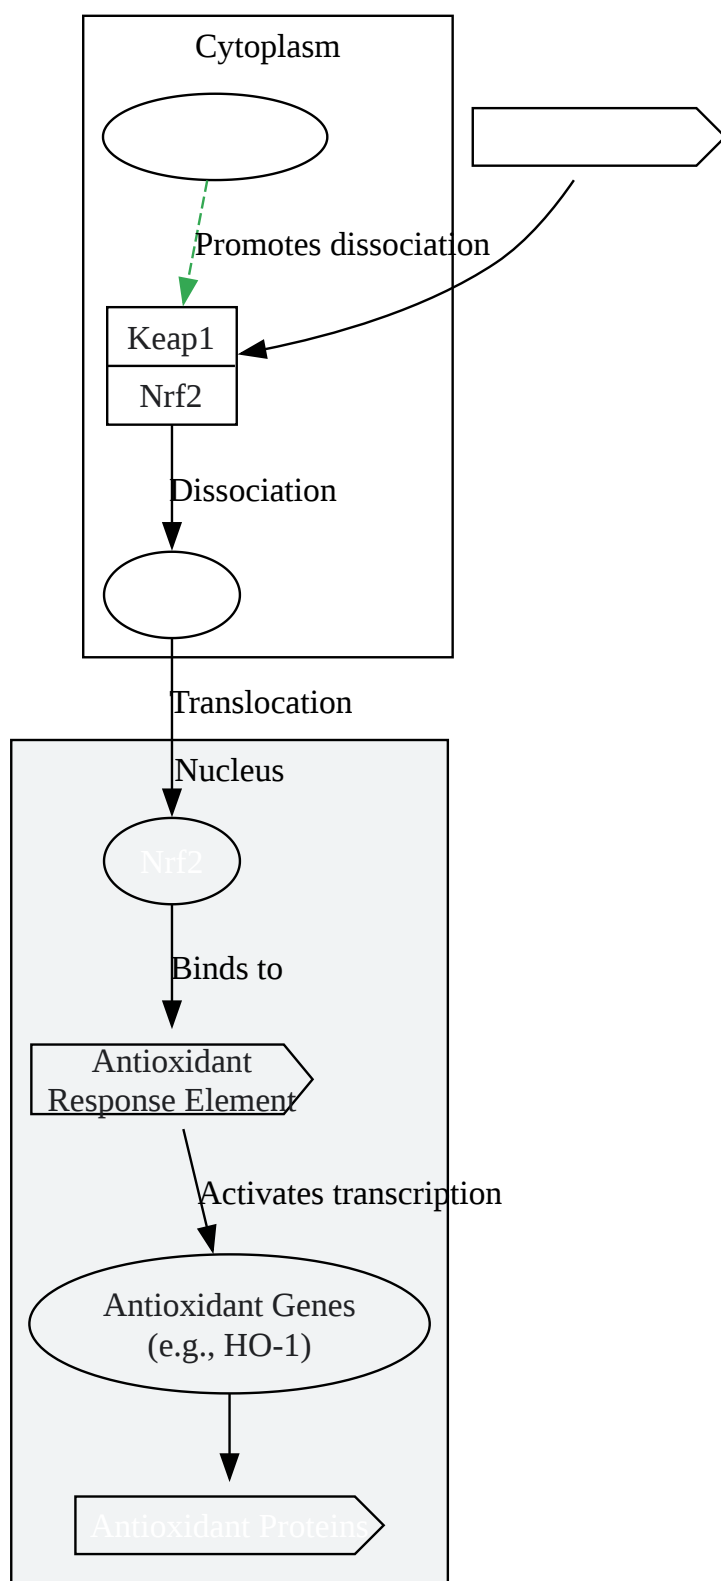 Cytoplasm
Promotes dissociation
Keap1
Nrf2
Dissociation
Translocation
Nucleus
Nrf2
Binds to
Antioxidant
Response Element
Activates transcription
Antioxidant Genes
(e.g., HO-1)
Antioxidant Proteins